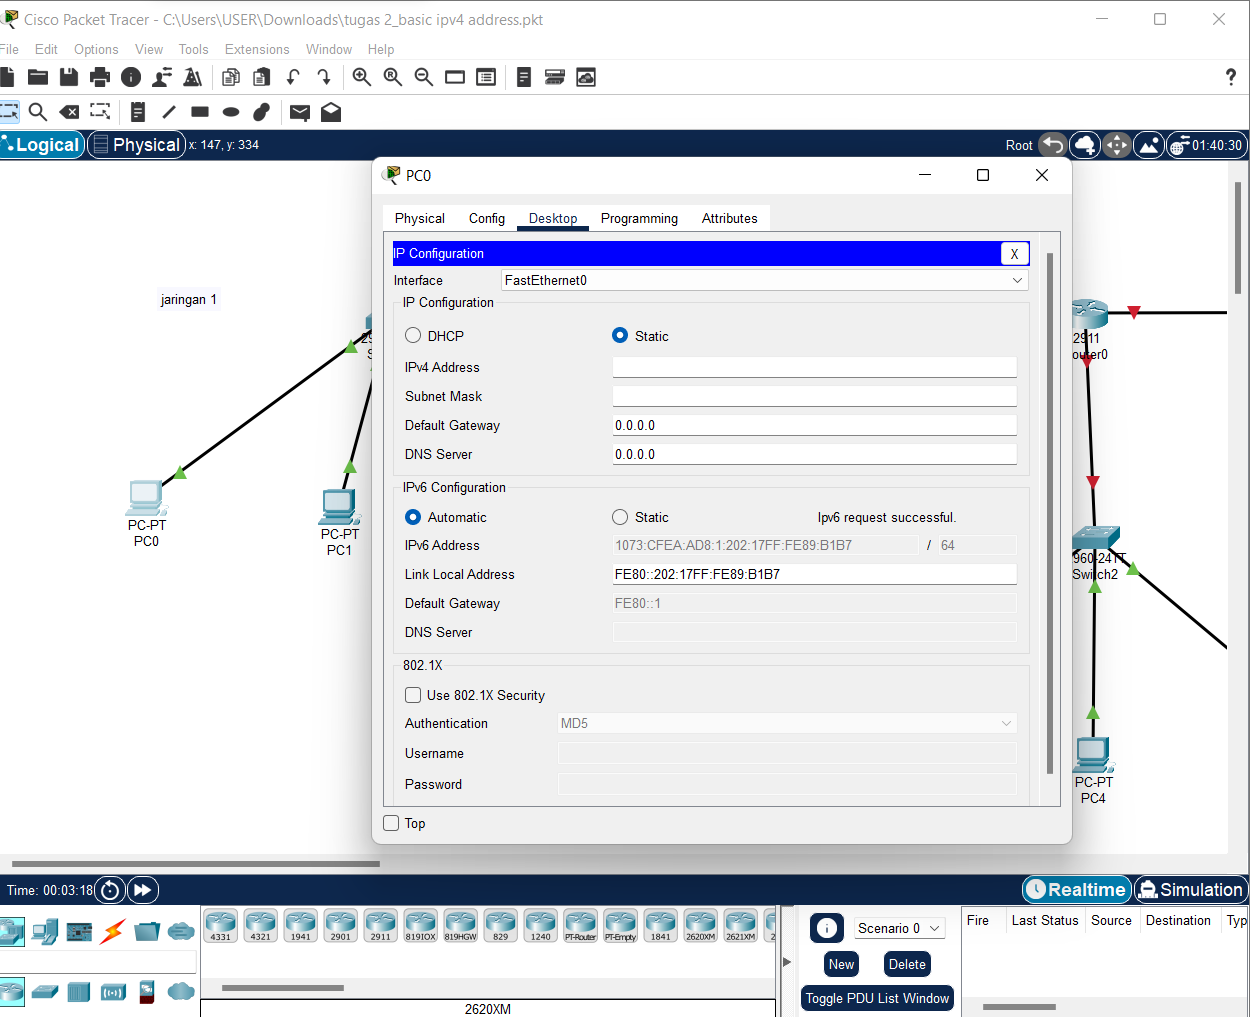 Cisco Packet Tracer - C:\Users\USER\Downloads\tugas 2_basic ipv4 address.pkt
File Edit Options View Tools Extensions Window Help
Logical Physical x: 147, y: 334 Root 01:40:30
PC0
Physical Config Desktop Programming Attributes
IP Configuration X
Interface FastEthernet0
IP Configuration
DHCP Static
IPv4 Address
Subnet Mask
Default Gateway 0.0.0.0
DNS Server 0.0.0.0
IPv6 Configuration
Automatic Static Ipv6 request successful.
IPv6 Address 1073:CFEA:AD8:1:202:17FF:FE89:B1B7 / 64
Link Local Address FE80::202:17FF:FE89:B1B7
Default Gateway FE80::1
DNS Server
802.1X
Use 802.1X Security
Authentication MD5
Username
Password
Top
jaringan 1
PC-PT
PC0
PC-PT
PC1
2911
outer0
960-24TT
Switch2
PC-PT
PC4
Time: 00:03:18 Realtime Simulation
4331 4321 1941 2901 2911 819IOX 819HGW 829 1240 PT-Router PT-Empty 1841 2620XM 2621XM 2
2620XM
Scenario 0
New Delete
Toggle PDU List Window
Fire Last Status Source Destination Typ